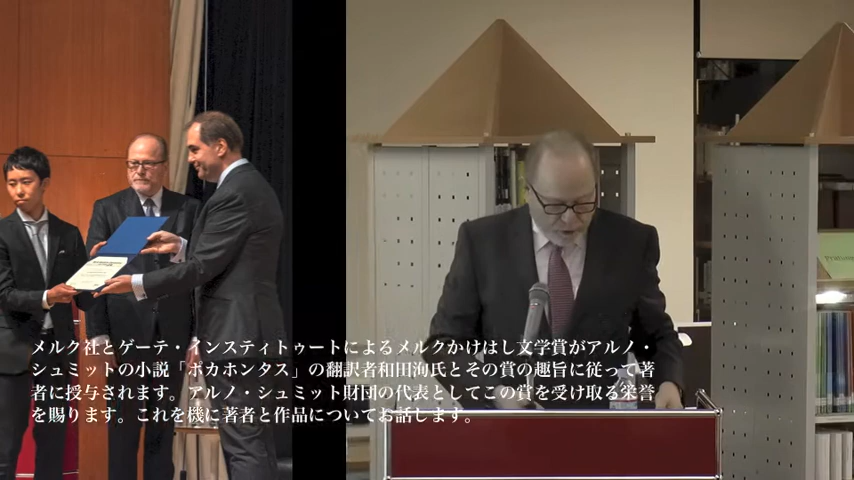 メルク社とゲーテ・インスティトゥートによるメルクかけはし文学賞がアルノ・
シュミットの小説「ポカホンタス」の翻訳者和田洵氏とその賞の趣旨に従って著
者に授与されます。アルノ・シュミット財団の代表としてこの賞を受け取る栄誉
を賜ります。これを機に著者と作品についてお話します。